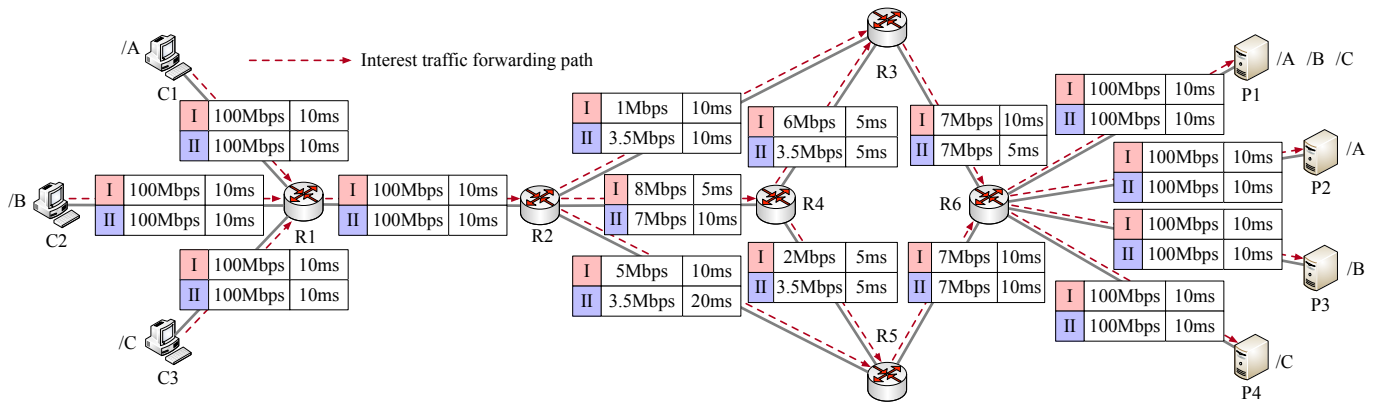 /A
C1
Interest traffic forwarding path
R3
/A /B /C
P1
I 100Mbps 10ms
II 100Mbps 10ms
I 1Mbps 10ms
II 3.5Mbps 10ms
I 6Mbps 5ms
II 3.5Mbps 5ms
I 7Mbps 10ms
II 7Mbps 5ms
I 100Mbps 10ms
II 100Mbps 10ms
/B
C2
I 100Mbps 10ms
II 100Mbps 10ms
R1
I 100Mbps 10ms
II 100Mbps 10ms
R2
I 8Mbps 5ms
II 7Mbps 10ms
R4
R6
I 100Mbps 10ms
II 100Mbps 10ms
/A
P2
I 100Mbps 10ms
II 100Mbps 10ms
/B
P3
I 100Mbps 10ms
II 100Mbps 10ms
/C
C3
I 5Mbps 10ms
II 3.5Mbps 20ms
I 2Mbps 5ms
II 3.5Mbps 5ms
I 7Mbps 10ms
II 7Mbps 10ms
R5
I 100Mbps 10ms
II 100Mbps 10ms
/C
P4